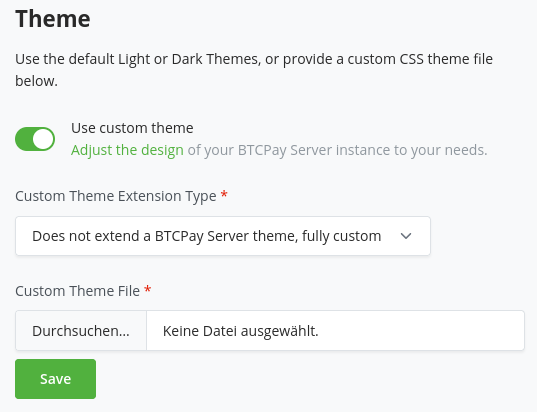 Theme
Use the default Light or Dark Themes, or provide a custom CSS theme file
below.
Use custom theme
Adjust the design of your BTCPay Server instance to your needs.
Custom Theme Extension Type *
Does not extend a BTCPay Server theme, fully custom
Custom Theme File *
Durchsuchen... Keine Datei ausgewählt.
Save